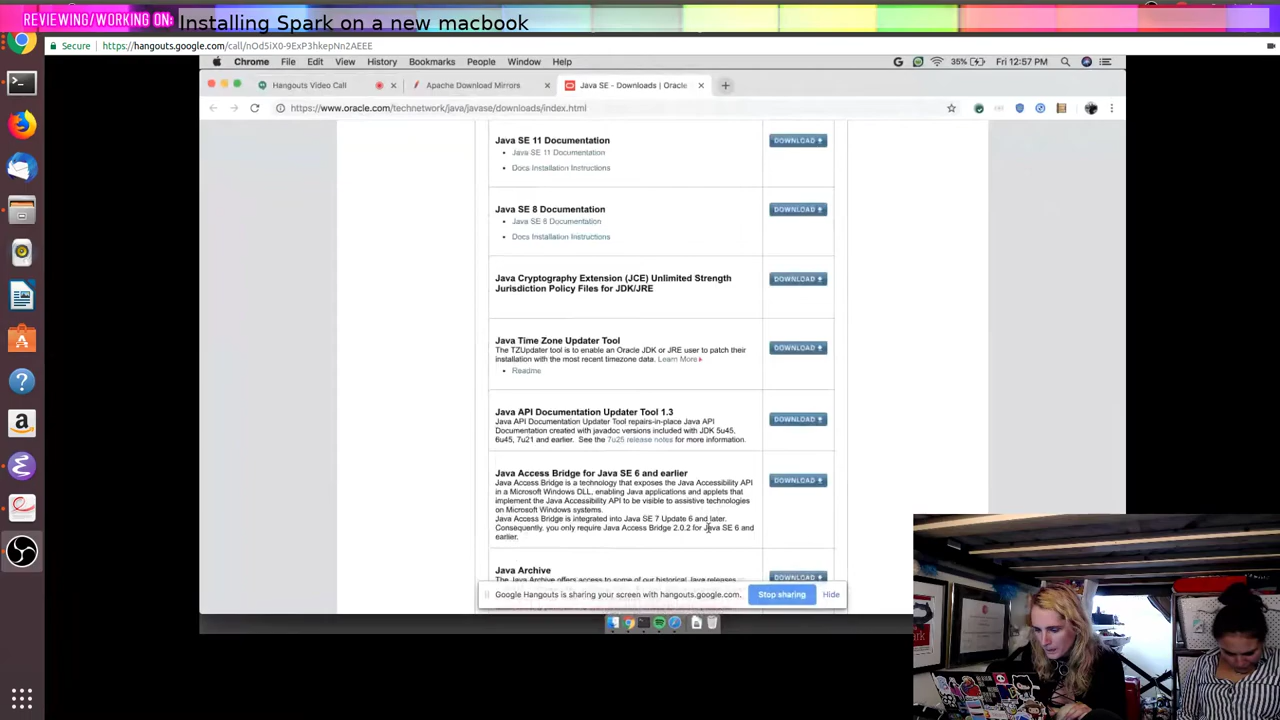 REVIEWING/WORKING ON: Installing Spark on a new macbook
Secure https://hangouts.google.com/call/nOd5iX0-9ExP3hkepNn2AEEE
Chrome File Edit View History Bookmarks People Window Help 35% Fri 12:57 PM
Hangouts Video Call Apache Download Mirrors Java SE - Downloads | Oracle
https://www.oracle.com/technetwork/java/javase/downloads/index.html
Java SE 11 Documentation DOWNLOAD
Java SE 11 Documentation
Docs Installation Instructions
Java SE 8 Documentation DOWNLOAD
Java SE 8 Documentation
Docs Installation Instructions
Java Cryptography Extension (JCE) Unlimited Strength DOWNLOAD
Jurisdiction Policy Files for JDK/JRE
Java Time Zone Updater Tool DOWNLOAD
The TZUpdater tool is to enable an Oracle JDK or JRE user to patch their
installation with the most recent timezone data. Learn More
Readme
Java API Documentation Updater Tool 1.3 DOWNLOAD
Java API Documentation Updater Tool repairs-in-place Java API
Documentation created with javadoc versions included with JDK 5u45,
6u45, 7u21 and earlier. See the 7u25 release notes for more information.
Java Access Bridge for Java SE 6 and earlier DOWNLOAD
Java Access Bridge is a technology that exposes the Java Accessibility API
in a Microsoft Windows DLL, enabling Java applications and applets that
implement the Java Accessibility API to be visible to assistive technologies
on Microsoft Windows systems.
Java Access Bridge is integrated into Java SE 7 Update 6 and later.
Consequently, you only require Java Access Bridge 2.0.2 for Java SE 6 and
earlier.
Java Archive DOWNLOAD
The Java Archive offers access to some of our historical Java releases.
Google Hangouts is sharing your screen with hangouts.google.com. Stop sharing Hide